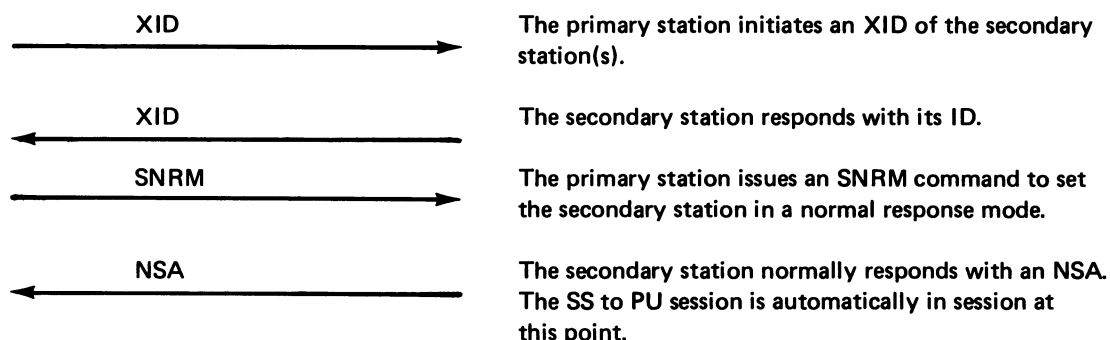 XID
The primary station initiates an XID of the secondary
station(s).
XID
The secondary station responds with its ID.
SNRM
The primary station issues an SNRM command to set
the secondary station in a normal response mode.
NSA
The secondary station normally responds with an NSA.
The SS to PU session is automatically in session at
this point.